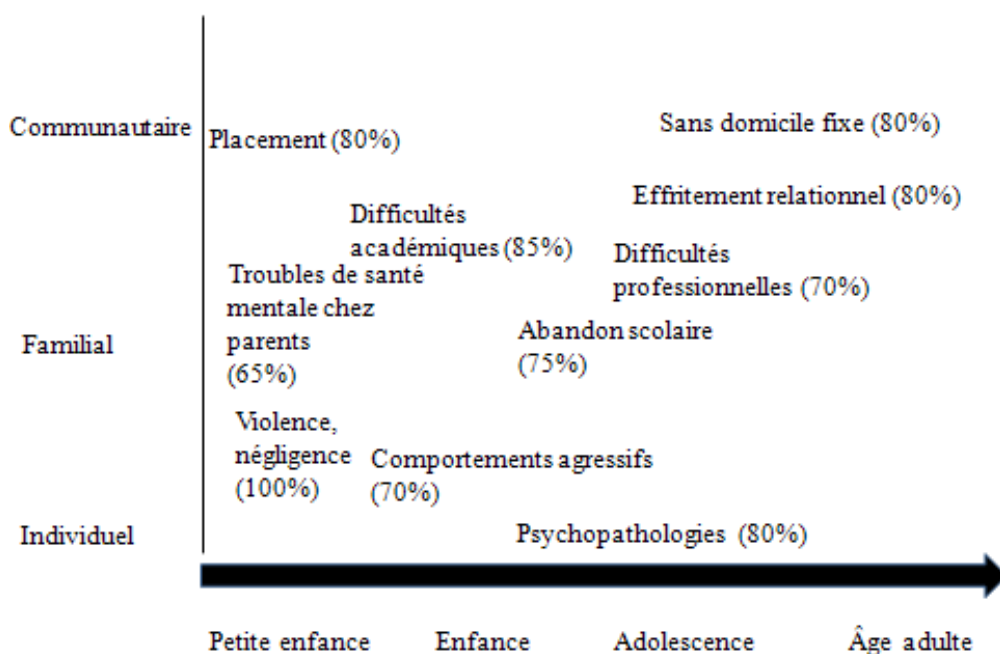 Communautaire
Placement (80%)
Sans domicile fixe (80%)
Effritement relationnel (80%)
Difficultés
académiques (85%)
Difficultés
professionnelles (70%)
Troubles de santé
mentale chez
parents
(65%)
Familial
Abandon scolaire
(75%)
Violence,
négligence
(100%)
Comportements agressifs
(70%)
Individuel
Psychopathologies (80%)
Petite enfance
Enfance
Adolescence
Âge adulte